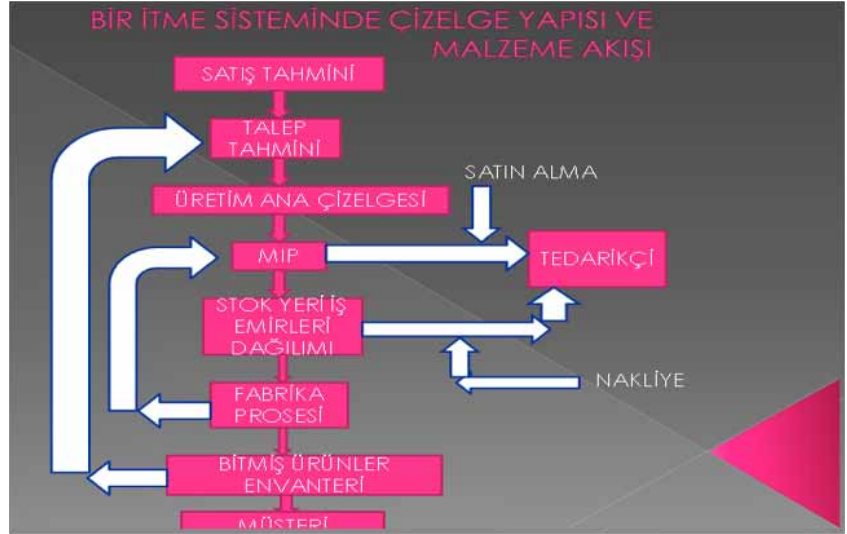 BİR İTME SİSTEMİNDE ÇİZELGE YAPISI VE
MALZEME AKIŞI
SATIŞ TAHMİNİ
TALEP
TAHMİNİ
SATIN ALMA
ÜRETİM ANA ÇİZELGESİ
MIP
TEDARİKÇİ
STOK YERİ İŞ
EMİRLERİ
DAĞILIMI
NAKLİYE
FABRİKA
PROSESİ
BİTMİŞ ÜRÜNLER
ENVANTERİ
MÜŞTERİ